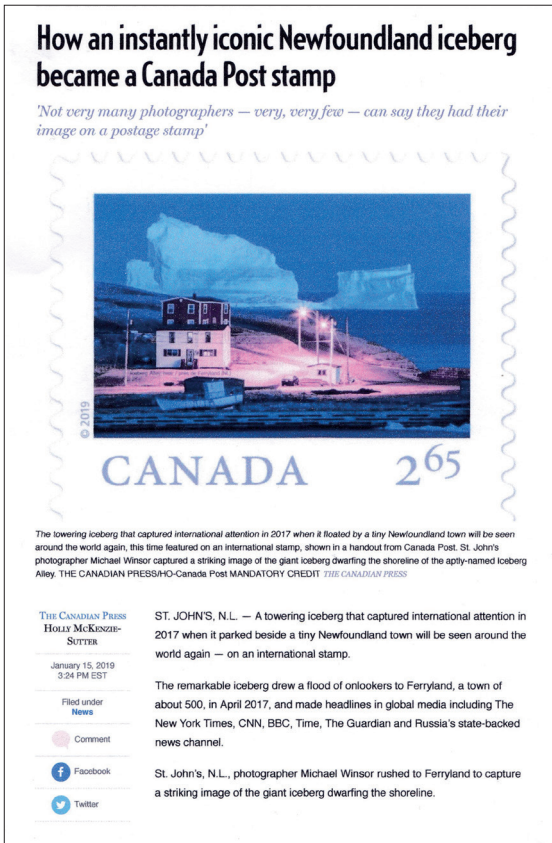 How an instantly iconic Newfoundland iceberg
became a Canada Post stamp
'Not very many photographers — very, very few — can say they had their
image on a postage stamp'
© 2019
CANADA 2⁶⁵
The towering iceberg that captured international attention in 2017 when it floated by a tiny Newfoundland town will be seen
around the world again, this time featured on an international stamp, shown in a handout from Canada Post. St. John's
photographer Michael Winsor captured a striking image of the giant iceberg dwarfing the shoreline of the aptly-named Iceberg
Alley. THE CANADIAN PRESS/HO-Canada Post MANDATORY CREDIT THE CANADIAN PRESS
THE CANADIAN PRESS
HOLLY MCKENZIE-
SUTTER
January 15, 2019
3:24 PM EST
Filed under
News
Comment
Facebook
Twitter
ST. JOHN'S, N.L. — A towering iceberg that captured international attention in
2017 when it parked beside a tiny Newfoundland town will be seen around the
world again — on an international stamp.
The remarkable iceberg drew a flood of onlookers to Ferryland, a town of
about 500, in April 2017, and made headlines in global media including The
New York Times, CNN, BBC, Time, The Guardian and Russia's state-backed
news channel.
St. John's, N.L., photographer Michael Winsor rushed to Ferryland to capture
a striking image of the giant iceberg dwarfing the shoreline.